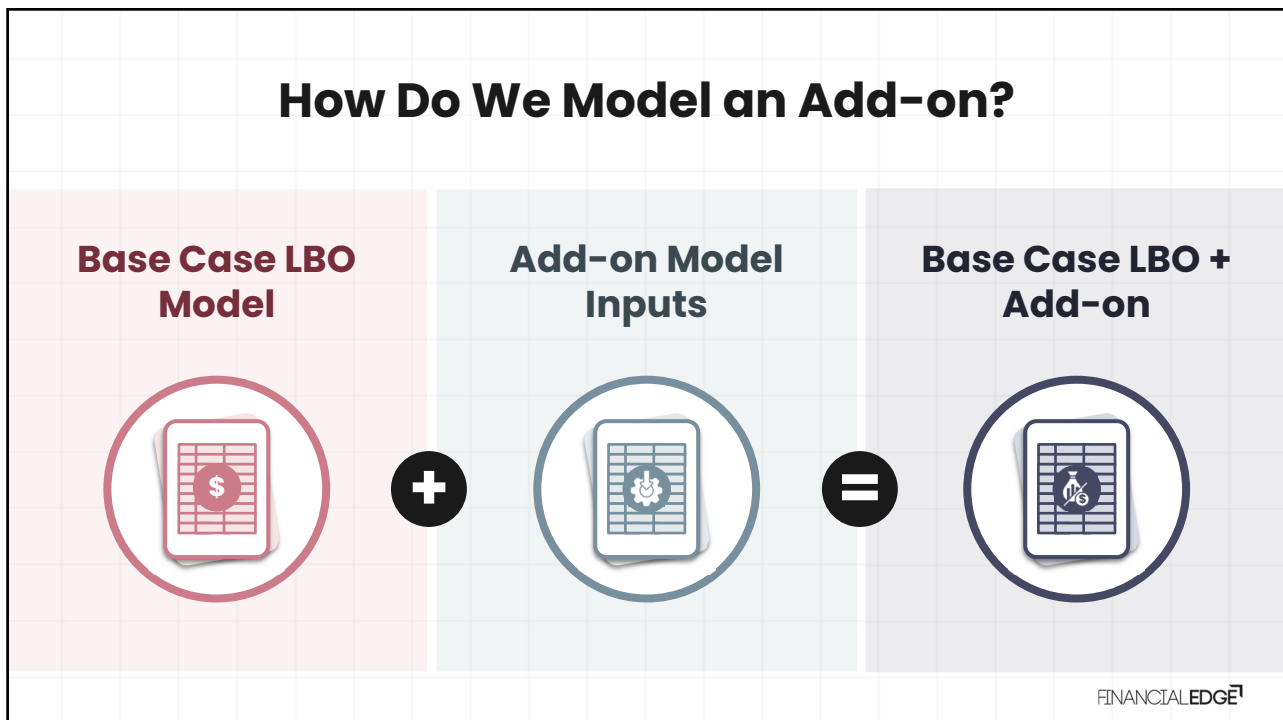 How Do We Model an Add-on?
Base Case LBO
Model
Add-on Model
Inputs
Base Case LBO +
Add-on
$
+
=
$
FINANCIALEDGE